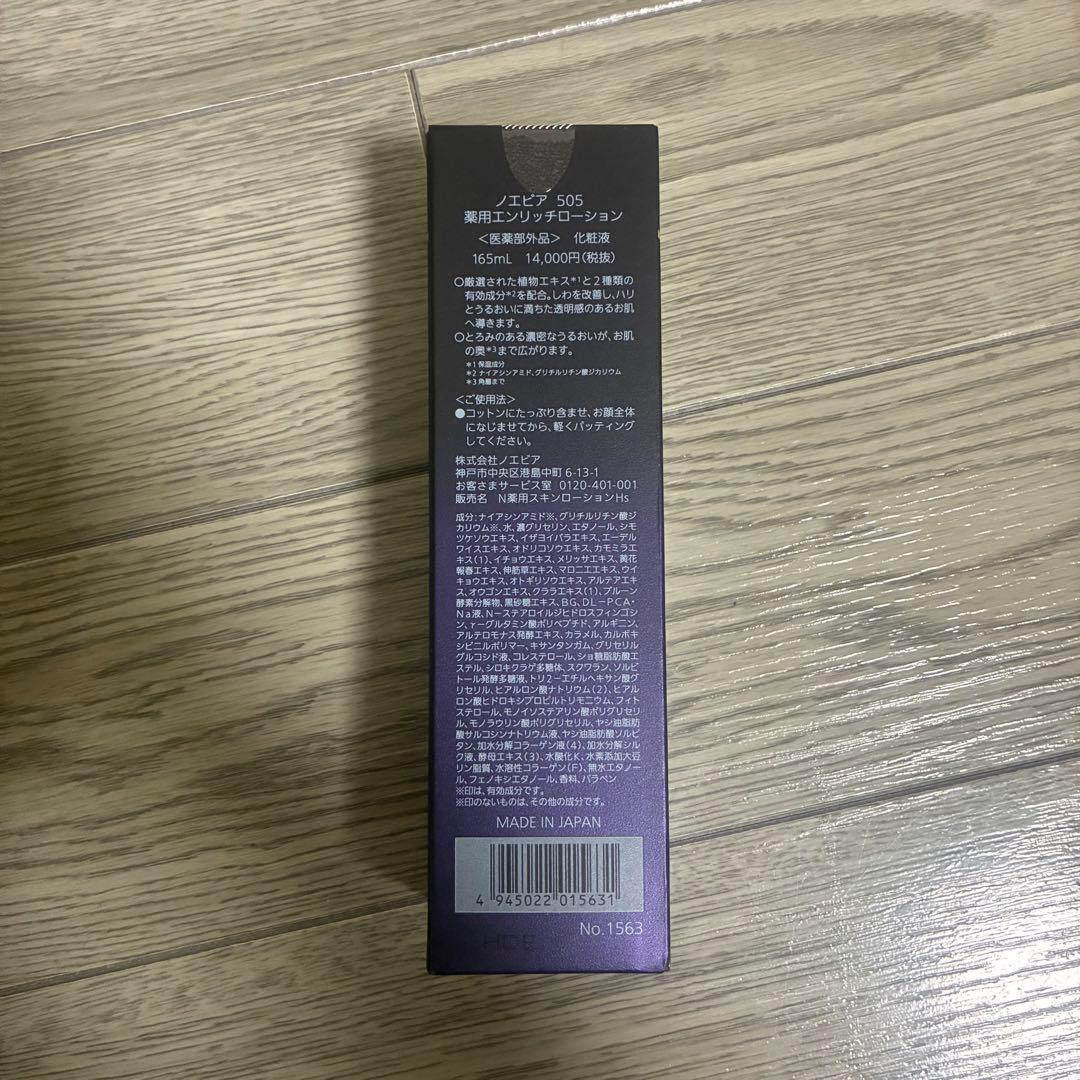 ノエビア 505
薬用エンリッチローション
＜医薬部外品＞ 化粧液
165mL 14,000円(税抜)
○厳選された植物エキス*1と2種類の
有効成分*2を配合。しわを改善し、ハリ
とうるおいに満ちた透明感のあるお肌
へ導きます。
○とろみのある濃密なうるおいが、お肌
の奥*3まで広がります。
*1 保湿成分
*2 ナイアシンアミド、グリチルリチン酸ジカリウム
*3 角層まで
＜ご使用法＞
●コットンにたっぷり含ませ、お顔全体
になじませてから、軽くパッティング
してください。
株式会社ノエビア
神戸市中央区港島中町6-13-1
お客さまサービス室 0120-401-001
販売名 N薬用スキンローションHs
成分:ナイアシンアミド※、グリチルリチン酸ジ
カリウム※、水、濃グリセリン、エタノール、シモ
ツケソウエキス、イザヨイバラエキス、エーデル
ワイスエキス、オドリコソウエキス、カモミラエ
キス(1)、イチョウエキス、メリッサエキス、黄花
報春エキス、伸筋草エキス、マロニエエキス、ウイ
キョウエキス、オトギリソウエキス、アルテアエキ
ス、オウゴンエキス、クララエキス(1)、プルーン
酵素分解物、黒砂糖エキス、BG、DL-PCA・
Na液、N-ステアロイルジヒドロスフィンゴシ
ン、γ-グルタミン酸ポリペプチド、アルギニン、
アルテロモナス発酵エキス、カラメル、カルボキ
シビニルポリマー、キサンタンガム、グリセリル
グルコシド液、コレステロール、ショ糖脂肪酸エ
ステル、シロキクラゲ多糖体、スクワラン、ソルビ
トール発酵多糖液、トリ2-エチルヘキサン酸グ
リセリル、ヒアルロン酸ナトリウム(2)、ヒアル
ロン酸ヒドロキシプロピルトリモニウム、フィト
ステロール、モノイソステアリン酸ポリグリセリ
ル、モノラウリン酸ポリグリセリル、ヤシ油脂肪
酸サルコシンナトリウム液、ヤシ油脂肪酸ソルビ
タン、加水分解コラーゲン液(4)、加水分解シル
ク液、酵母エキス(3)、水酸化K、水素添加大豆
リン脂質、水溶性コラーゲン(F)、無水エタノー
ル、フェノキシエタノール、香料、パラベン
※印は、有効成分です。
※印のないものは、その他の成分です。
MADE IN JAPAN
4 945022 015631
No.1563